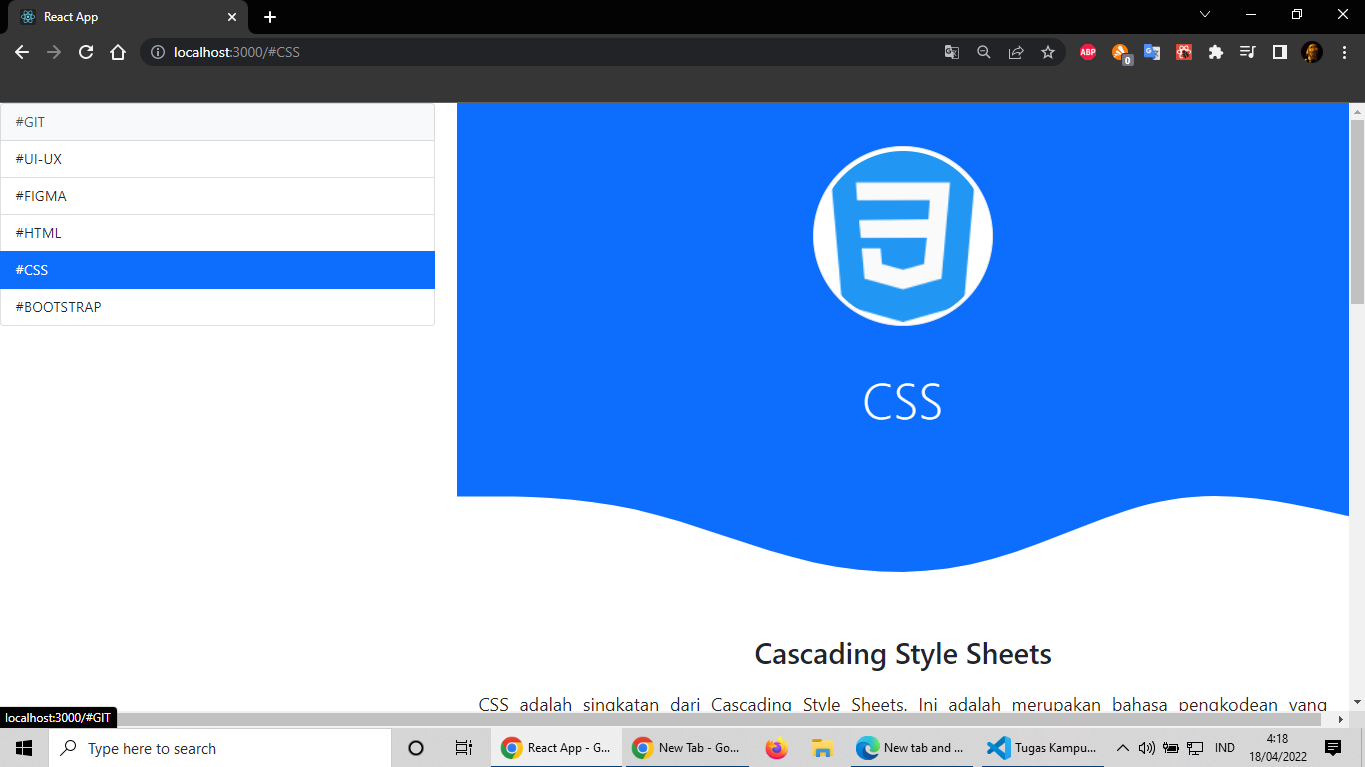 React App
localhost:3000/#CSS
ABP
0
#GIT
#UI-UX
#FIGMA
#HTML
#CSS
#BOOTSTRAP
CSS
Cascading Style Sheets
CSS adalah singkatan dari Cascading Style Sheets. Ini adalah merupakan bahasa pengkodean yang
localhost:3000/#GIT
Type here to search
React App - G...
New Tab - Go...
New tab and ...
Tugas Kampu...
IND
4:18
18/04/2022